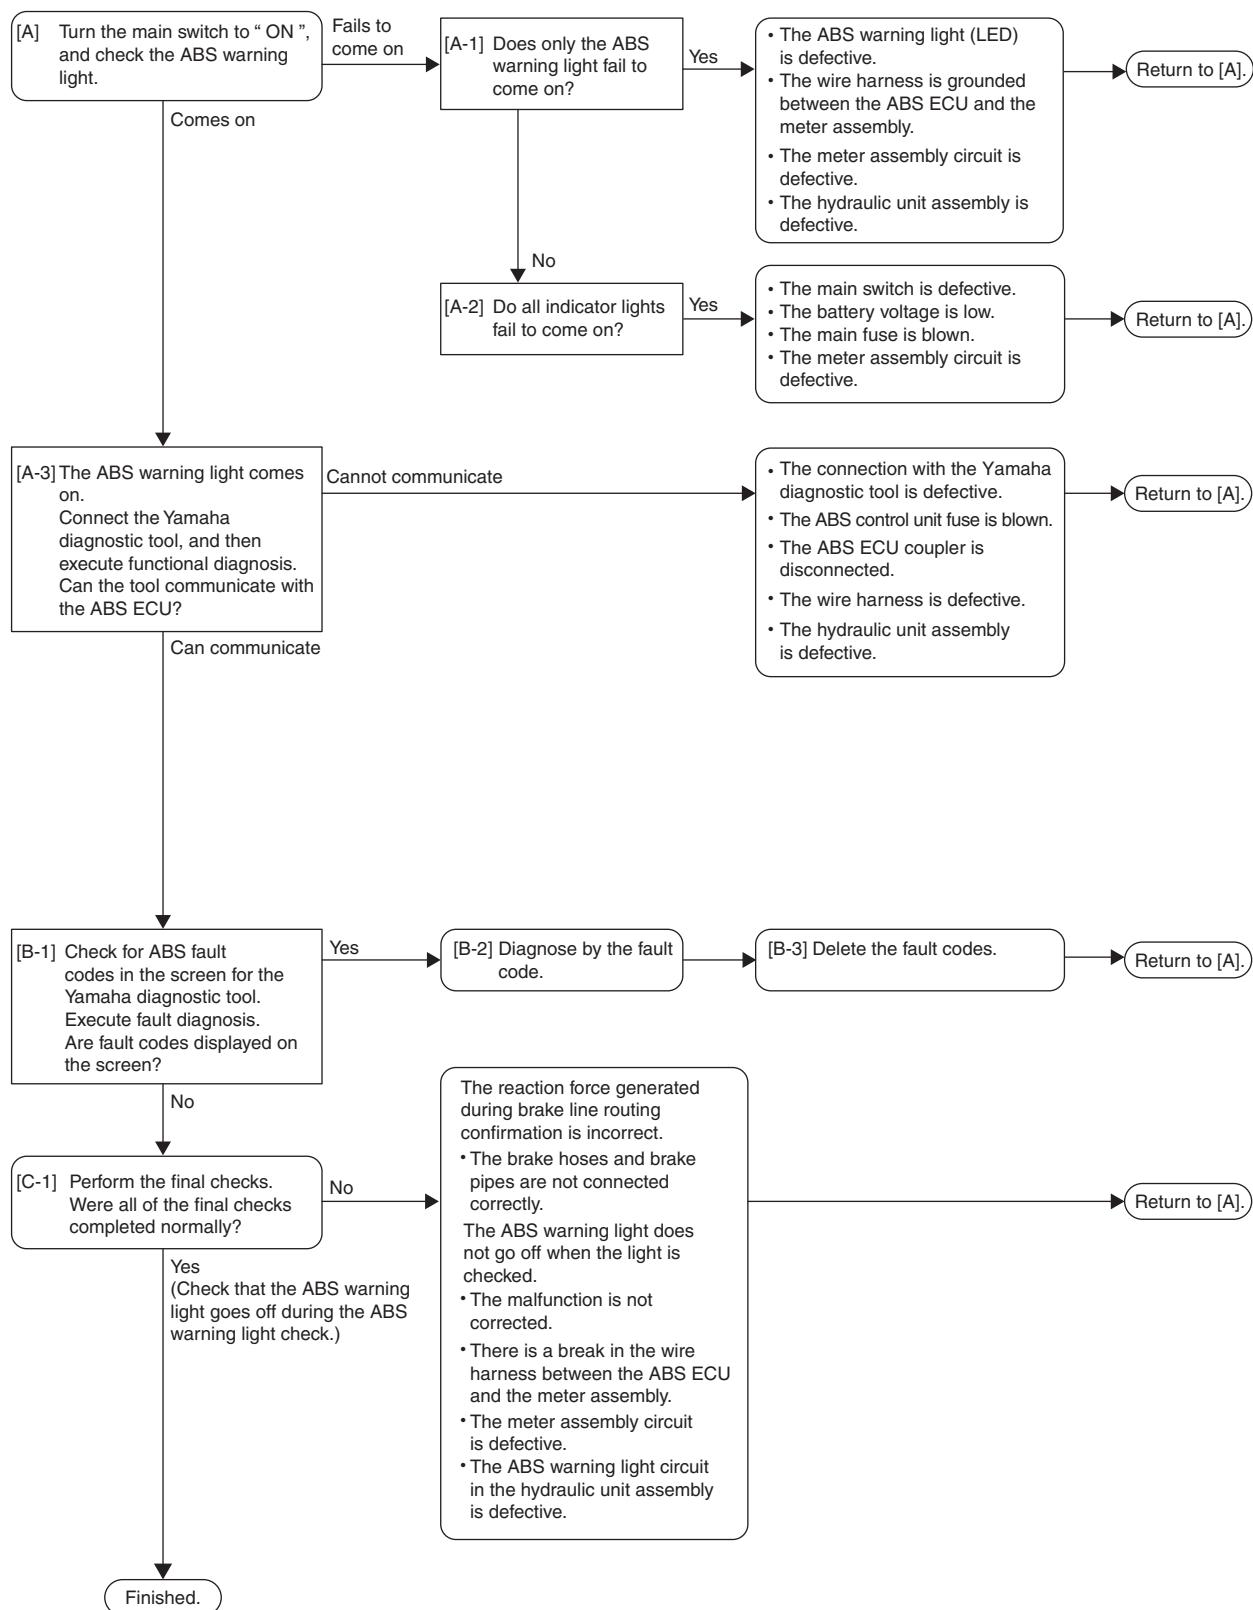 [A] Turn the main switch to “ ON ”,
and check the ABS warning
light.
Fails to
come on
[A-1] Does only the ABS
warning light fail to
come on?
Yes
• The ABS warning light (LED)
is defective.
• The wire harness is grounded
between the ABS ECU and the
meter assembly.
• The meter assembly circuit is
defective.
• The hydraulic unit assembly is
defective.
Return to [A].
Comes on
No
[A-2] Do all indicator lights
fail to come on?
Yes
• The main switch is defective.
• The battery voltage is low.
• The main fuse is blown.
• The meter assembly circuit is
defective.
Return to [A].
[A-3] The ABS warning light comes
on.
Connect the Yamaha
diagnostic tool, and then
execute functional diagnosis.
Can the tool communicate with
the ABS ECU?
Cannot communicate
• The connection with the Yamaha
diagnostic tool is defective.
• The ABS control unit fuse is blown.
• The ABS ECU coupler is
disconnected.
• The wire harness is defective.
• The hydraulic unit assembly
is defective.
Return to [A].
Can communicate
[B-1] Check for ABS fault
codes in the screen for the
Yamaha diagnostic tool.
Execute fault diagnosis.
Are fault codes displayed on
the screen?
Yes
[B-2] Diagnose by the fault
code.
[B-3] Delete the fault codes.
Return to [A].
No
[C-1] Perform the final checks.
Were all of the final checks
completed normally?
No
The reaction force generated
during brake line routing
confirmation is incorrect.
• The brake hoses and brake
pipes are not connected
correctly.
The ABS warning light does
not go off when the light is
checked.
• The malfunction is not
corrected.
• There is a break in the wire
harness between the ABS ECU
and the meter assembly.
• The meter assembly circuit
is defective.
• The ABS warning light circuit
in the hydraulic unit assembly
is defective.
Return to [A].
Yes
(Check that the ABS warning
light goes off during the ABS
warning light check.)
Finished.